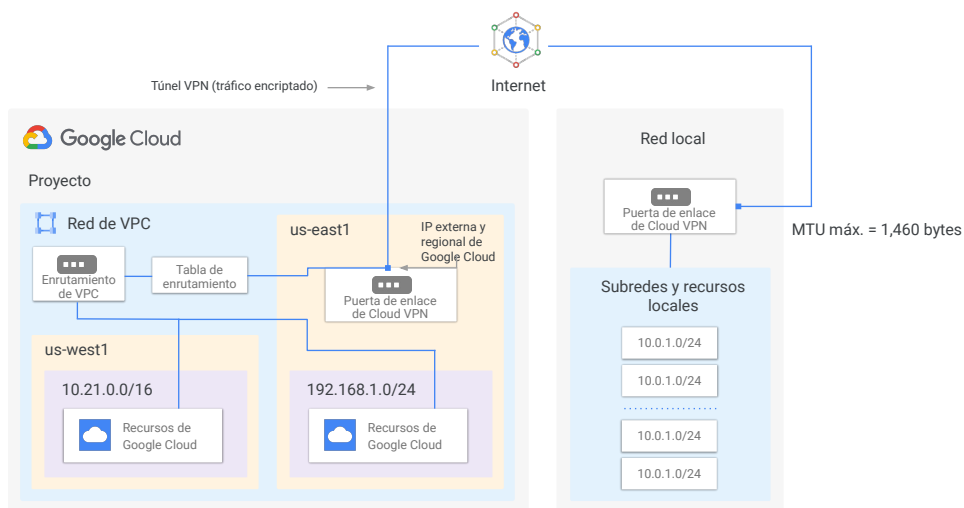 Túnel VPN (tráfico encriptado)
Internet
Google Cloud
Proyecto
Red de VPC
Enrutamiento
de VPC
Tabla de
enrutamiento
us-east1
IP externa y
regional de
Google Cloud
Puerta de enlace
de Cloud VPN
us-west1
10.21.0.0/16
Recursos de
Google Cloud
192.168.1.0/24
Recursos de
Google Cloud
Red local
Puerta de enlace
de Cloud VPN
MTU máx. = 1,460 bytes
Subredes y recursos
locales
10.0.1.0/24
10.0.1.0/24
10.0.1.0/24
10.0.1.0/24